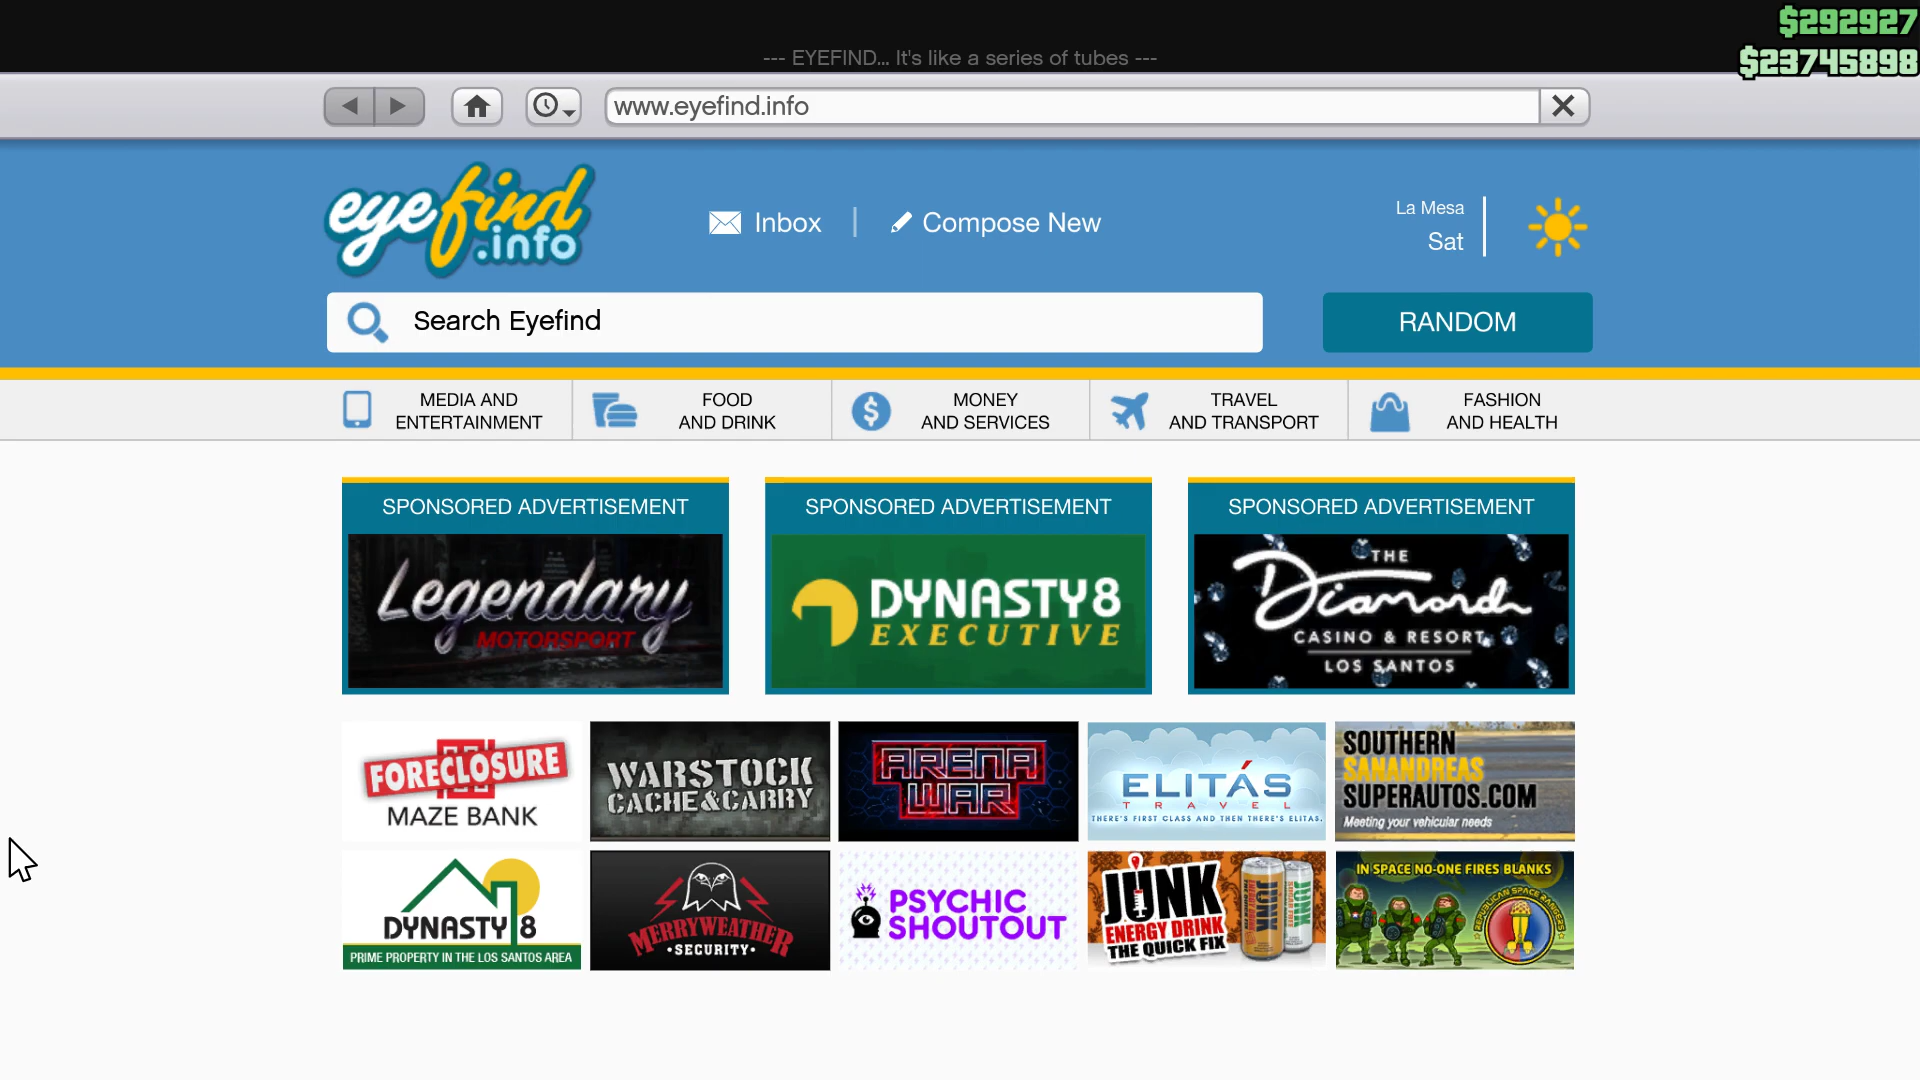 $292927
--- EYEFIND... It's like a series of tubes ---
$23745898
www.eyefind.info
eyefind
.info
Inbox
Compose New
La Mesa
Sat
Search Eyefind
RANDOM
MEDIA AND
ENTERTAINMENT
FOOD
AND DRINK
MONEY
AND SERVICES
TRAVEL
AND TRANSPORT
FASHION
AND HEALTH
SPONSORED ADVERTISEMENT
Legendary
MOTORSPORT
SPONSORED ADVERTISEMENT
DYNASTY8
EXECUTIVE
SPONSORED ADVERTISEMENT
THE
Diamond
CASINO & RESORT
LOS SANTOS
FORECLOSURE
MAZE BANK
WARSTOCK
CACHE&CARRY
ARENA
WAR
ELITÁS
TRAVEL
THERE'S FIRST CLASS AND THEN THERE'S ELITAS.
SOUTHERN
SANANDREAS
SUPERAUTOS.COM
Meeting your vehicular needs
DYNASTY 8
PRIME PROPERTY IN THE LOS SANTOS AREA
MERRYWEATHER
•SECURITY•
PSYCHIC
SHOUTOUT
JUNK
ENERGY DRINK
THE QUICK FIX
JUNK
JUNK
IN SPACE NO-ONE FIRES BLANKS
REPUBLICAN SPACE RANGERS